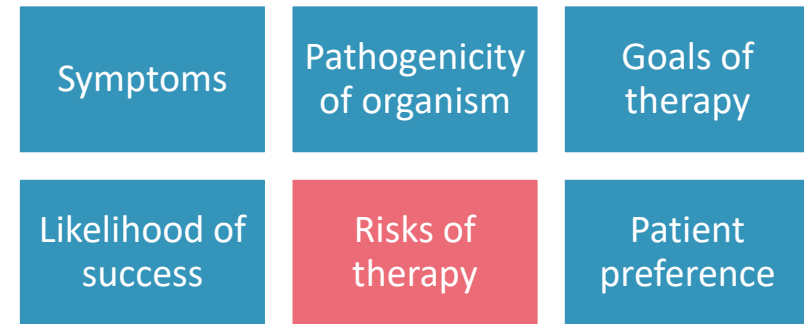 Symptoms
Pathogenicity
of organism
Goals of
therapy
Likelihood of
success
Risks of
therapy
Patient
preference